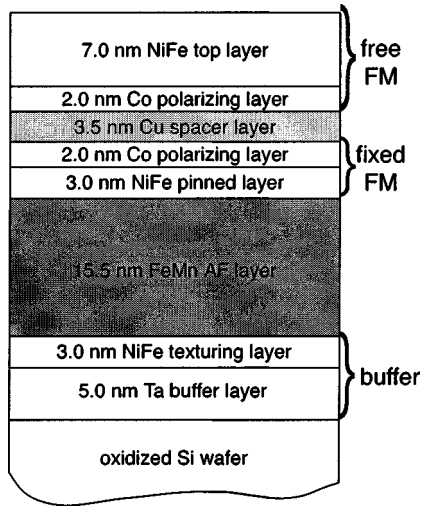 7.0 nm NiFe top layer
free
FM
2.0 nm Co polarizing layer
3.5 nm Cu spacer layer
2.0 nm Co polarizing layer
fixed
FM
3.0 nm NiFe pinned layer
15.5 nm FeMn AF layer
3.0 nm NiFe texturing layer
5.0 nm Ta buffer layer
buffer
oxidized Si wafer